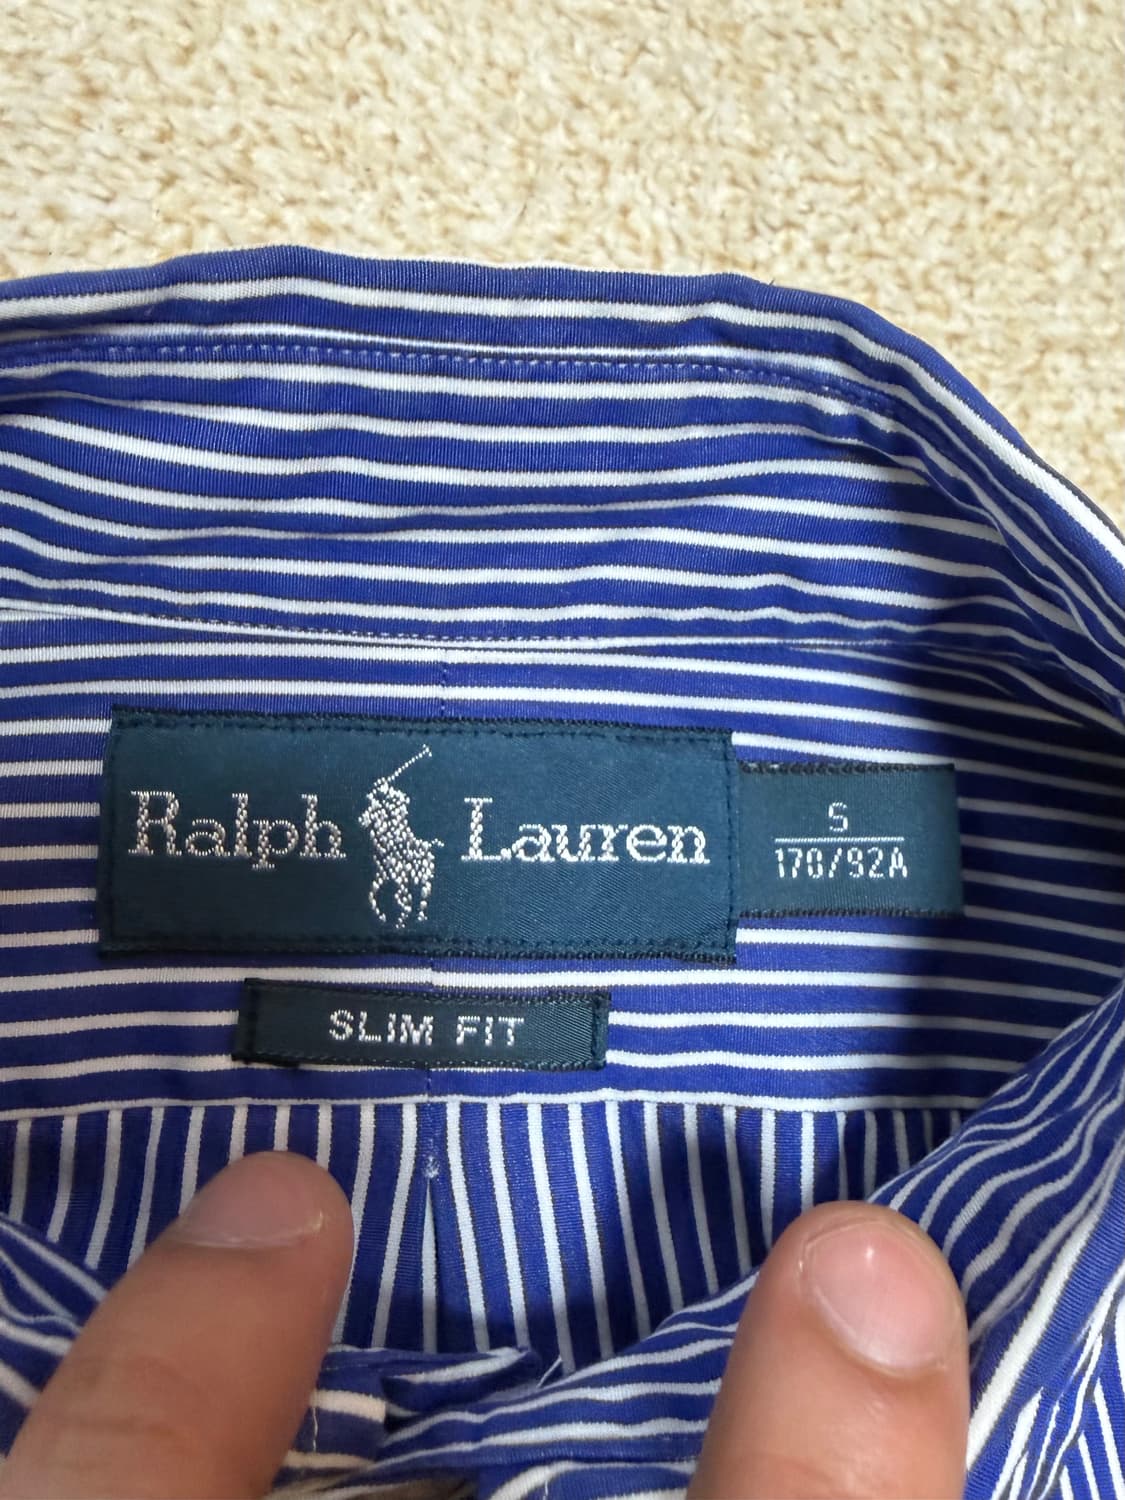 Ralph Lauren
S
170/92A
SLIM FIT